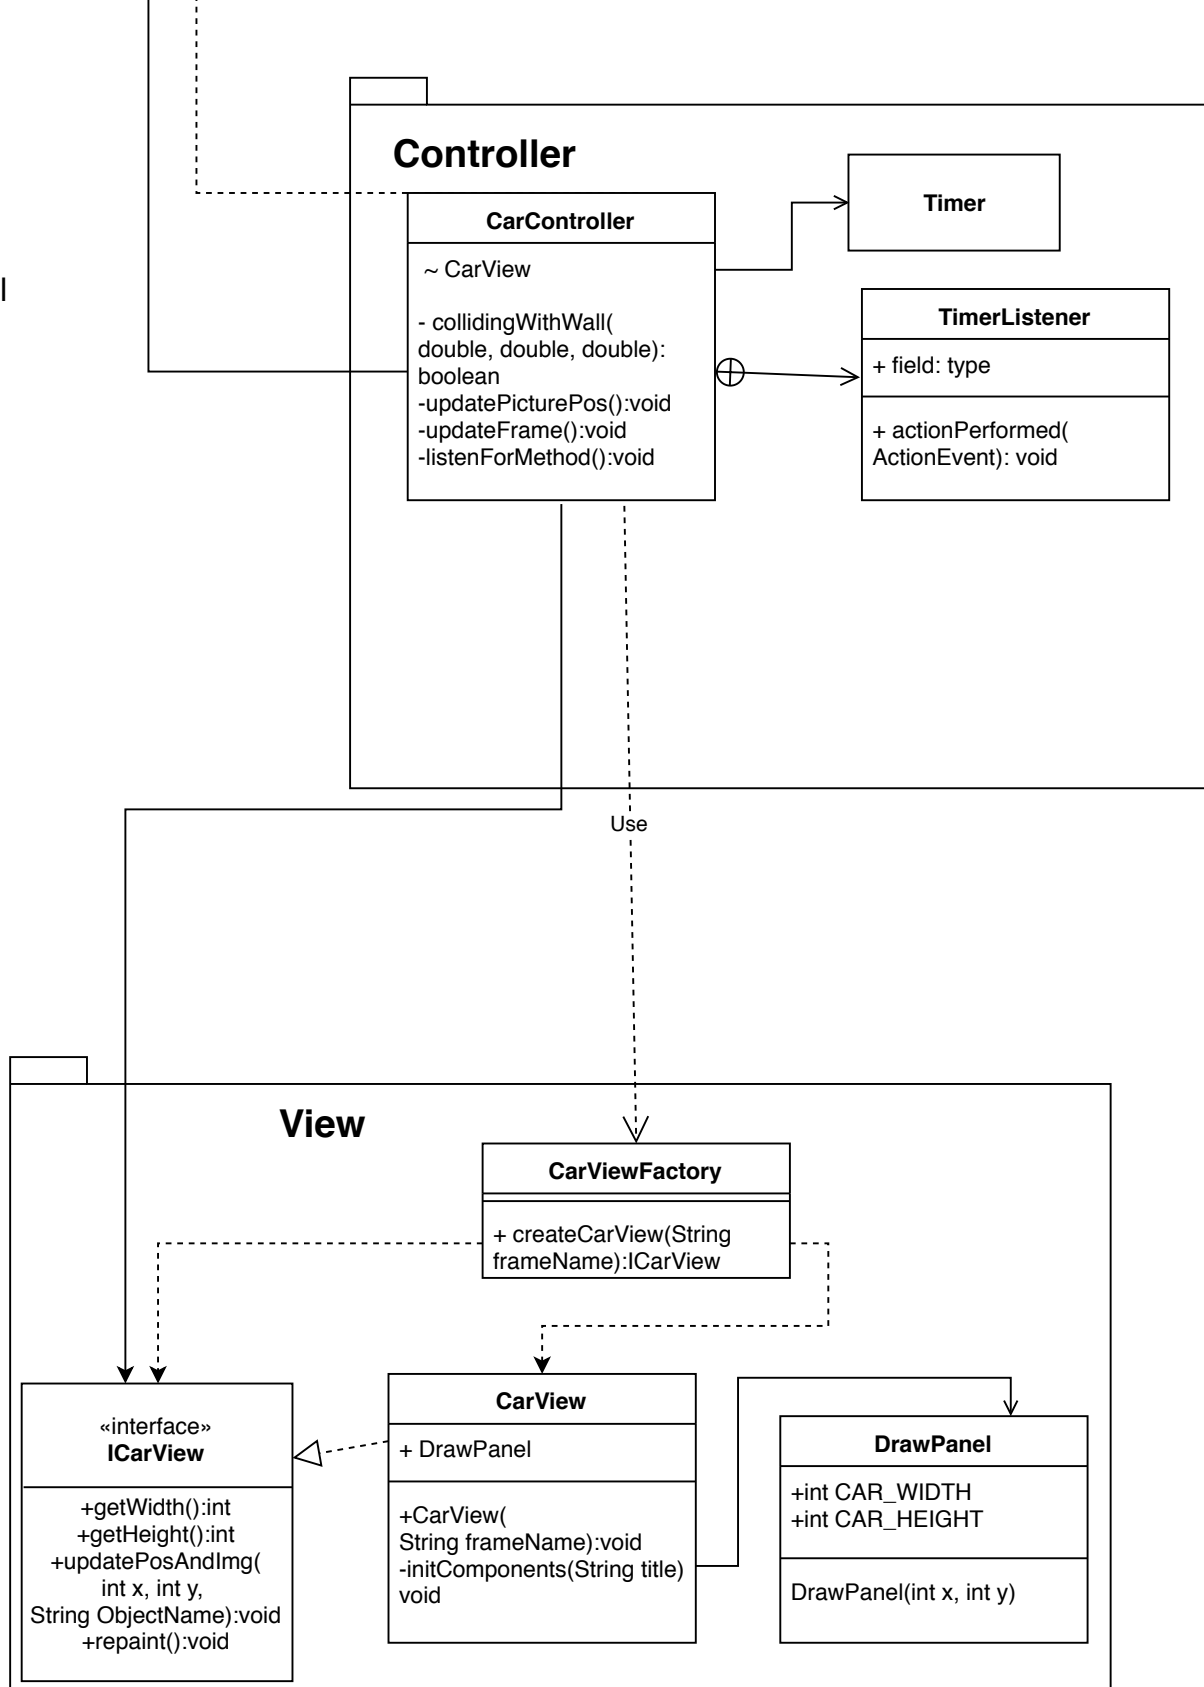 Controller
CarController
~ CarView
- collidingWithWall(
double, double, double):
boolean
-updatePicturePos():void
-updateFrame():void
-listenForMethod():void
Timer
TimerListener
+ field: type
+ actionPerformed(
ActionEvent): void
Use
View
CarViewFactory
+ createCarView(String
frameName):ICarView
«interface»
ICarView
+getWidth():int
+getHeight():int
+updatePosAndImg(
int x, int y,
String ObjectName):void
+repaint():void
CarView
+ DrawPanel
+CarView(
String frameName):void
-initComponents(String title)
void
DrawPanel
+int CAR_WIDTH
+int CAR_HEIGHT
DrawPanel(int x, int y)